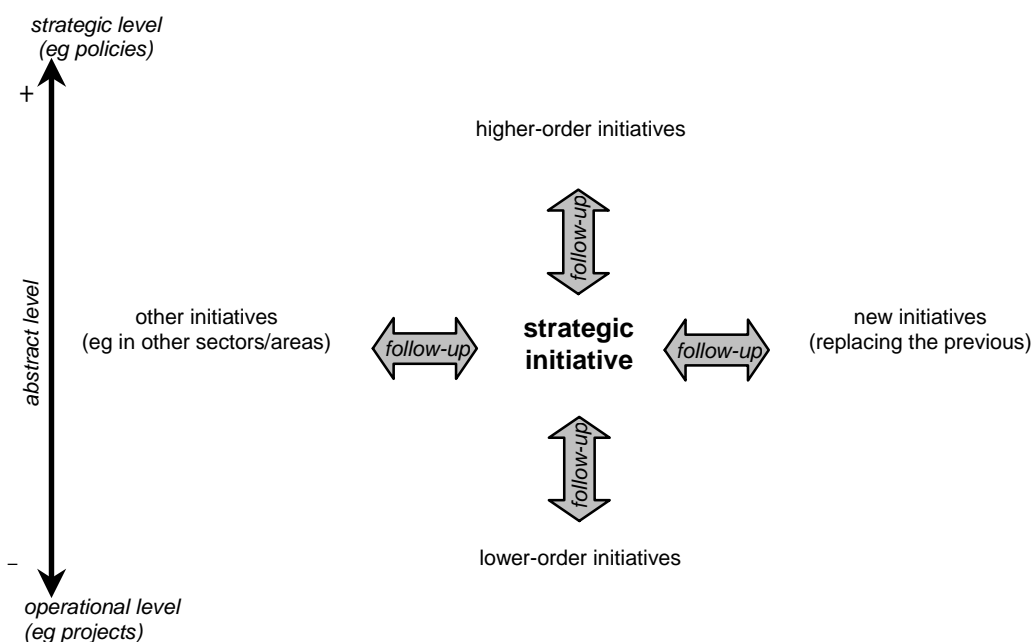 strategic level
(eg policies)
+
higher-order initiatives
follow-up
abstract level
other initiatives
(eg in other sectors/areas)
follow-up
strategic
initiative
follow-up
new initiatives
(replacing the previous)
follow-up
lower-order initiatives
–
operational level
(eg projects)